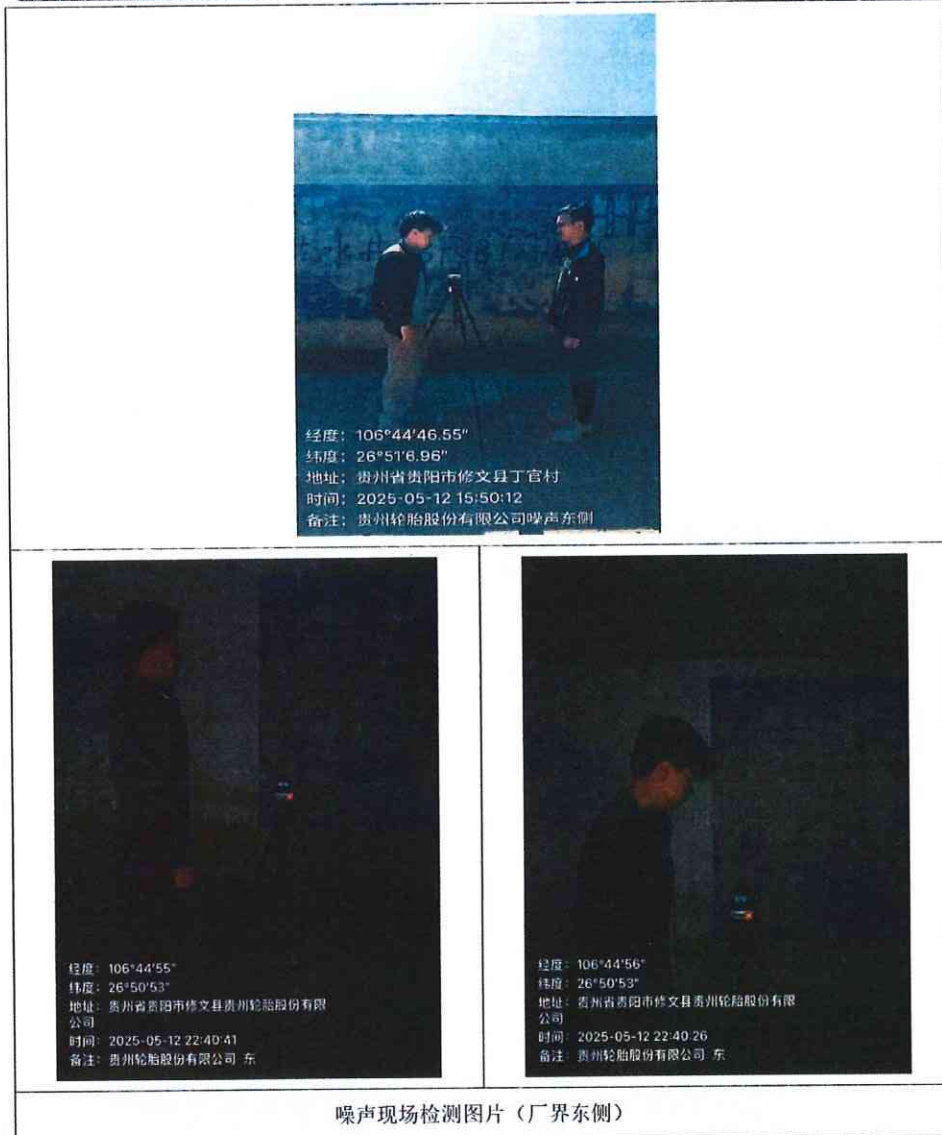 经度：106°44'46.55"
纬度：26°51'6.96"
地址：贵州省贵阳市修文县丁官村
时间：2025-05-12 15:50:12
备注：贵州轮胎股份有限公司噪声东侧
经度：106°44'55"
纬度：26°50'53"
地址：贵州省贵阳市修文县贵州轮胎股份有限
公司
时间：2025-05-12 22:40:41
备注：贵州轮胎股份有限公司 东
经度：106°44'56"
纬度：26°50'53"
地址：贵州省贵阳市修文县贵州轮胎股份有限
公司
时间：2025-05-12 22:40:26
备注：贵州轮胎股份有限公司 东
噪声现场检测图片（厂界东侧）